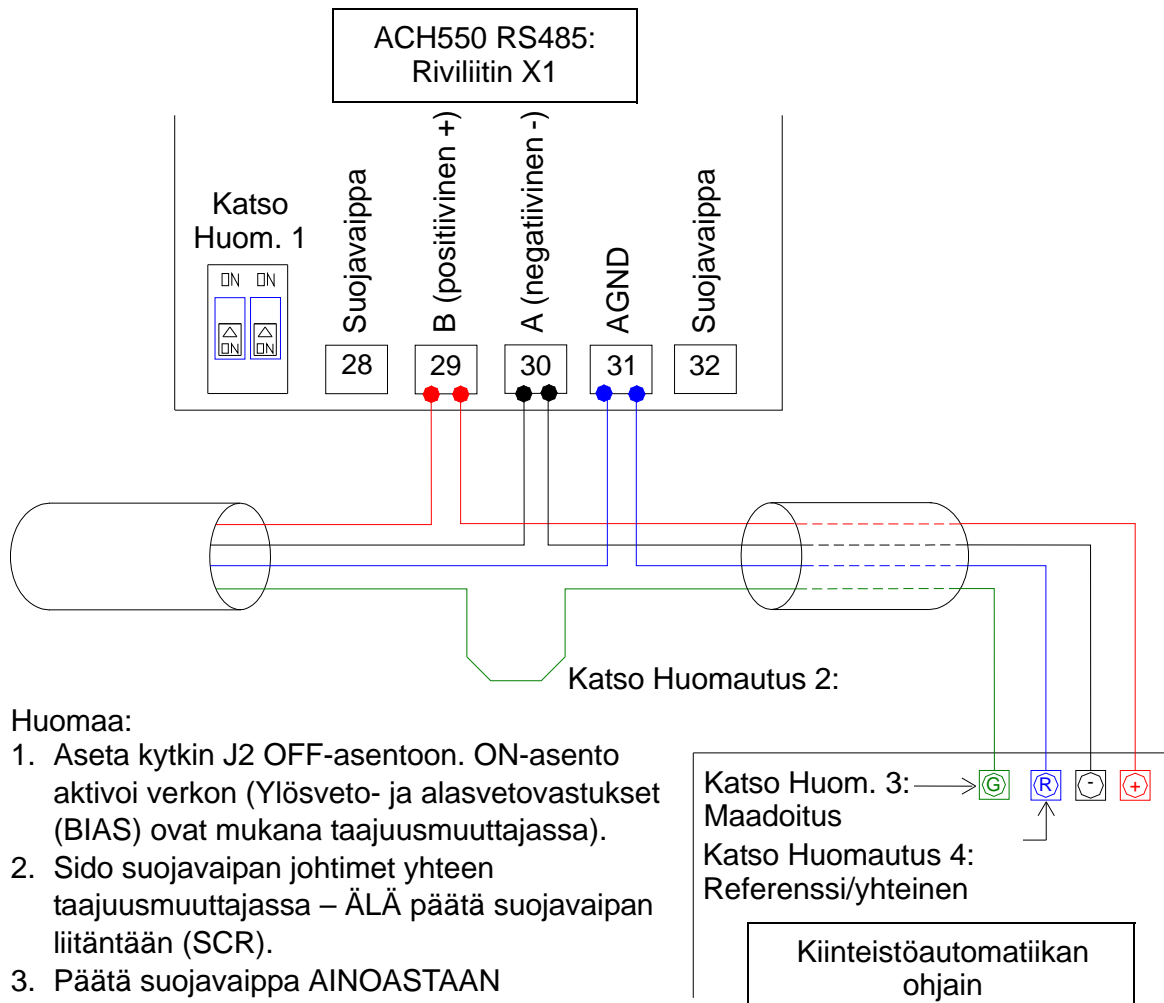 ACH550 RS485:
Riviliitin X1
Katso
Huom. 1
ON ON
ON ON
Suojavaippa
B (positiivinen +)
A (negatiivinen -)
AGND
Suojavaippa
28 29 30 31 32
Katso Huomautus 2:
Huomaa:
1. Aseta kytkin J2 OFF-asentoon. ON-asento
aktivoi verkon (Ylösveto- ja alasvetovastukset
(BIAS) ovat mukana taajuusmuuttajassa).
2. Sido suojavaipan johtimet yhteen
taajuusmuuttajassa – ÄLÄ päätä suojavaipan
liitäntään (SCR).
3. Päätä suojavaippa AINOASTAAN
Katso Huom. 3:
Maadoitus
G R - +
Katso Huomautus 4:
Referenssi/yhteinen
Kiinteistöautomatiikan
ohjain